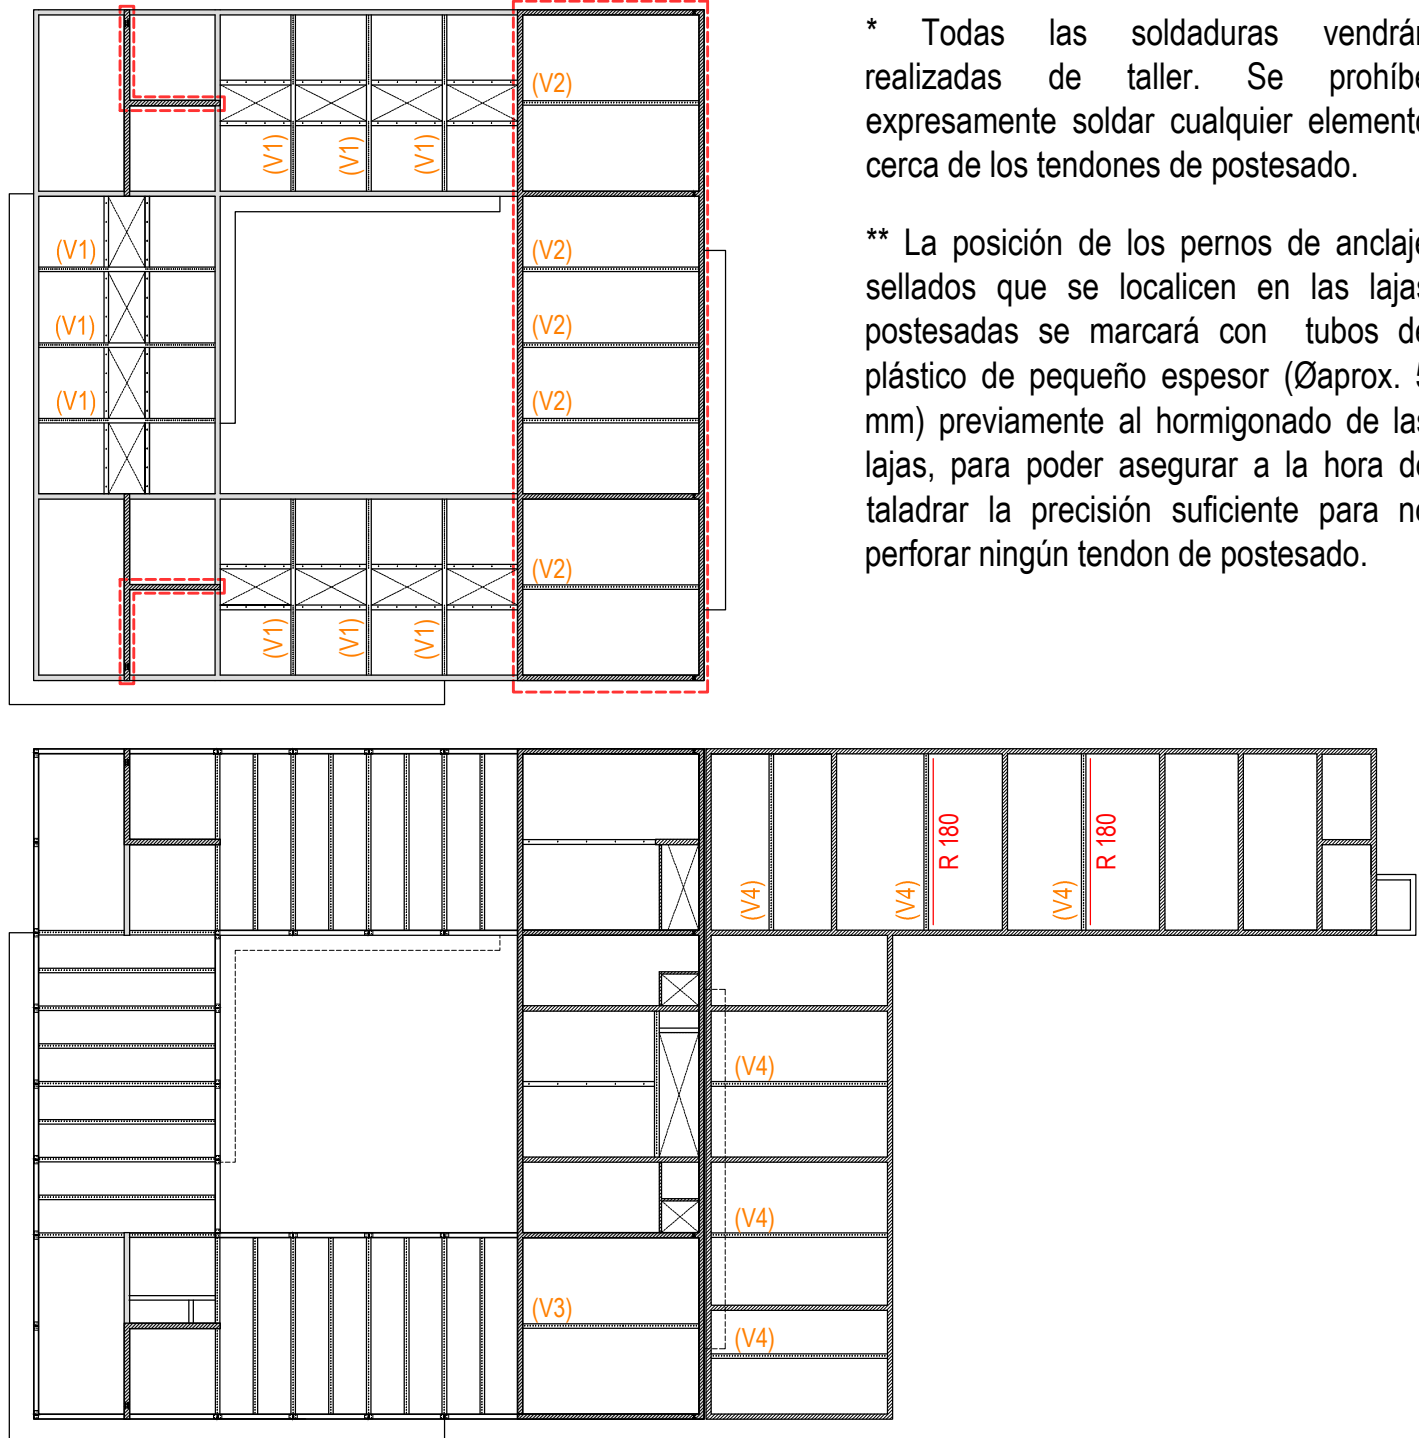 (V2)
(V1) (V1) (V1)
(V1) (V2)
(V1) (V2)
(V1) (V2)
(V2)
(V1) (V1) (V1)
* Todas las soldaduras vendrán
realizadas de taller. Se prohíbe
expresamente soldar cualquier elemento
cerca de los tendones de postesado.
** La posición de los pernos de anclaje
sellados que se localicen en las lajas
postesadas se marcará con tubos de
plástico de pequeño espesor (Øaprox. 5
mm) previamente al hormigonado de las
lajas, para poder asegurar a la hora de
taladrar la precisión suficiente para no
perforar ningún tendon de postesado.
R 180
R 180
(V4) (V4) (V4)
(V4)
(V4)
(V3)
(V4)